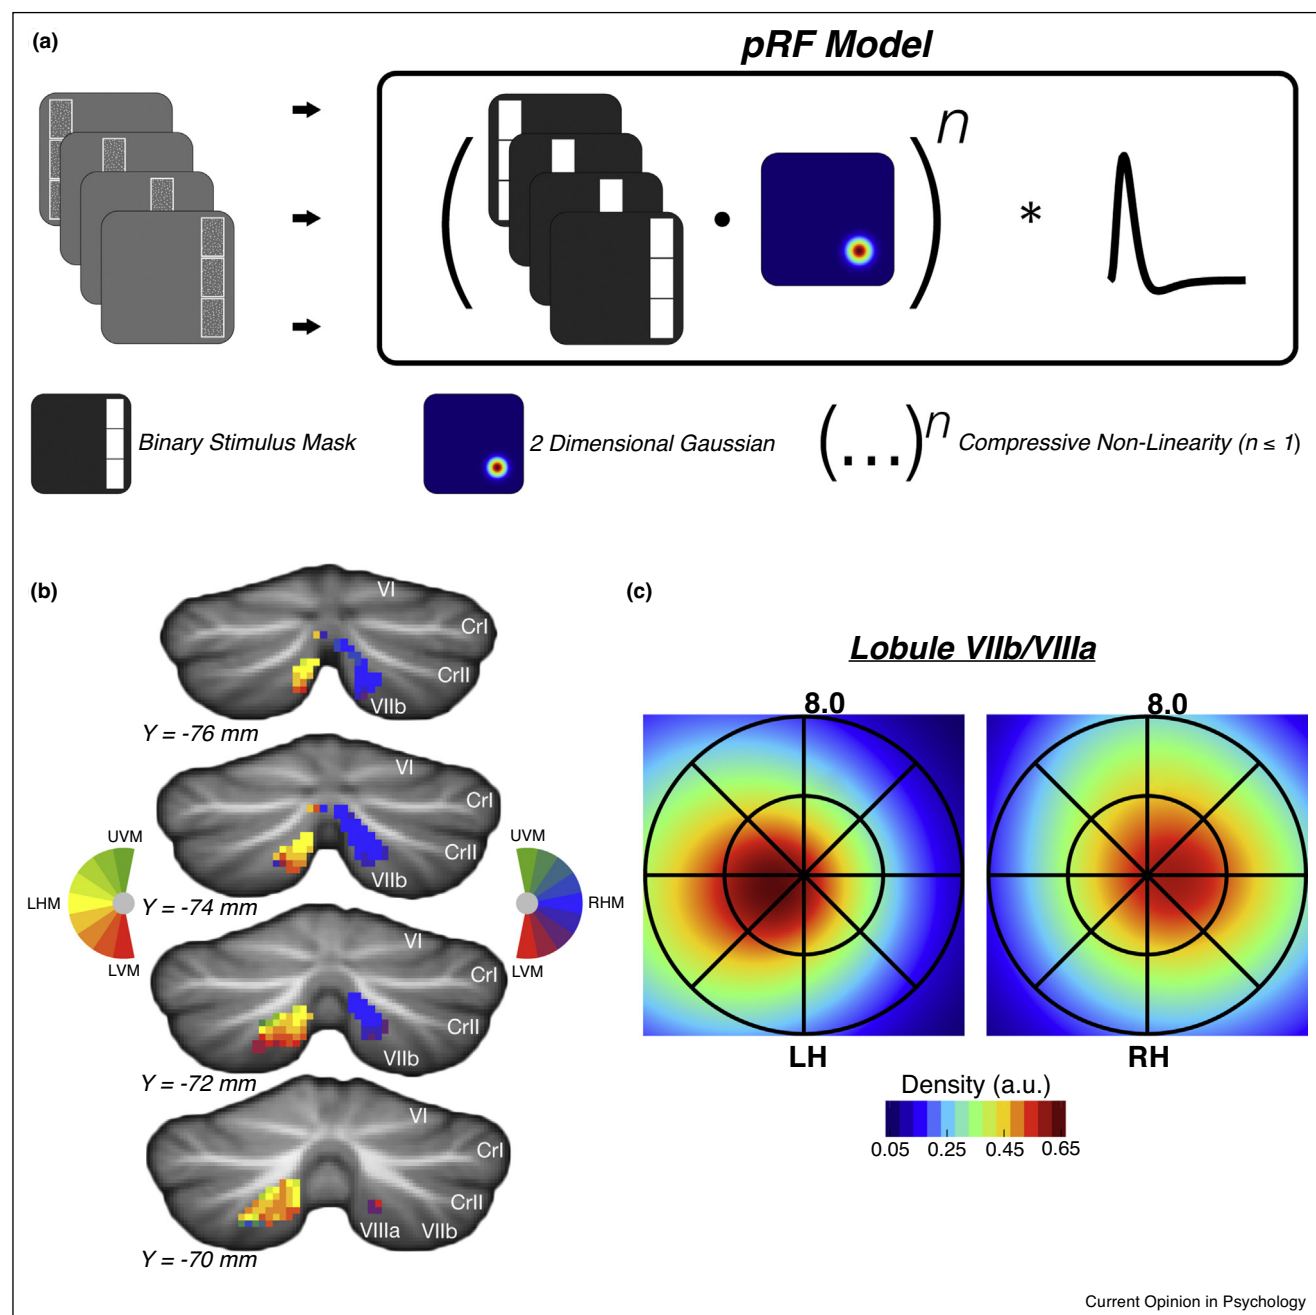 (a)
pRF Model
n
*
Binary Stimulus Mask
2 Dimensional Gaussian
(...)n
Compressive Non-Linearity (n ≤ 1)
(b)
VI
CrI
CrII
VIIb
Y = -76 mm
VI
CrI
CrII
VIIb
Y = -74 mm
UVM
LHM
LVM
UVM
RHM
LVM
VI
CrI
CrII
VIIb
Y = -72 mm
VI
CrI
CrII
VIIIa VIIb
Y = -70 mm
(c)
Lobule VIIb/VIIIa
8.0 8.0
LH RH
Density (a.u.)
0.05 0.25 0.45 0.65
Current Opinion in Psychology